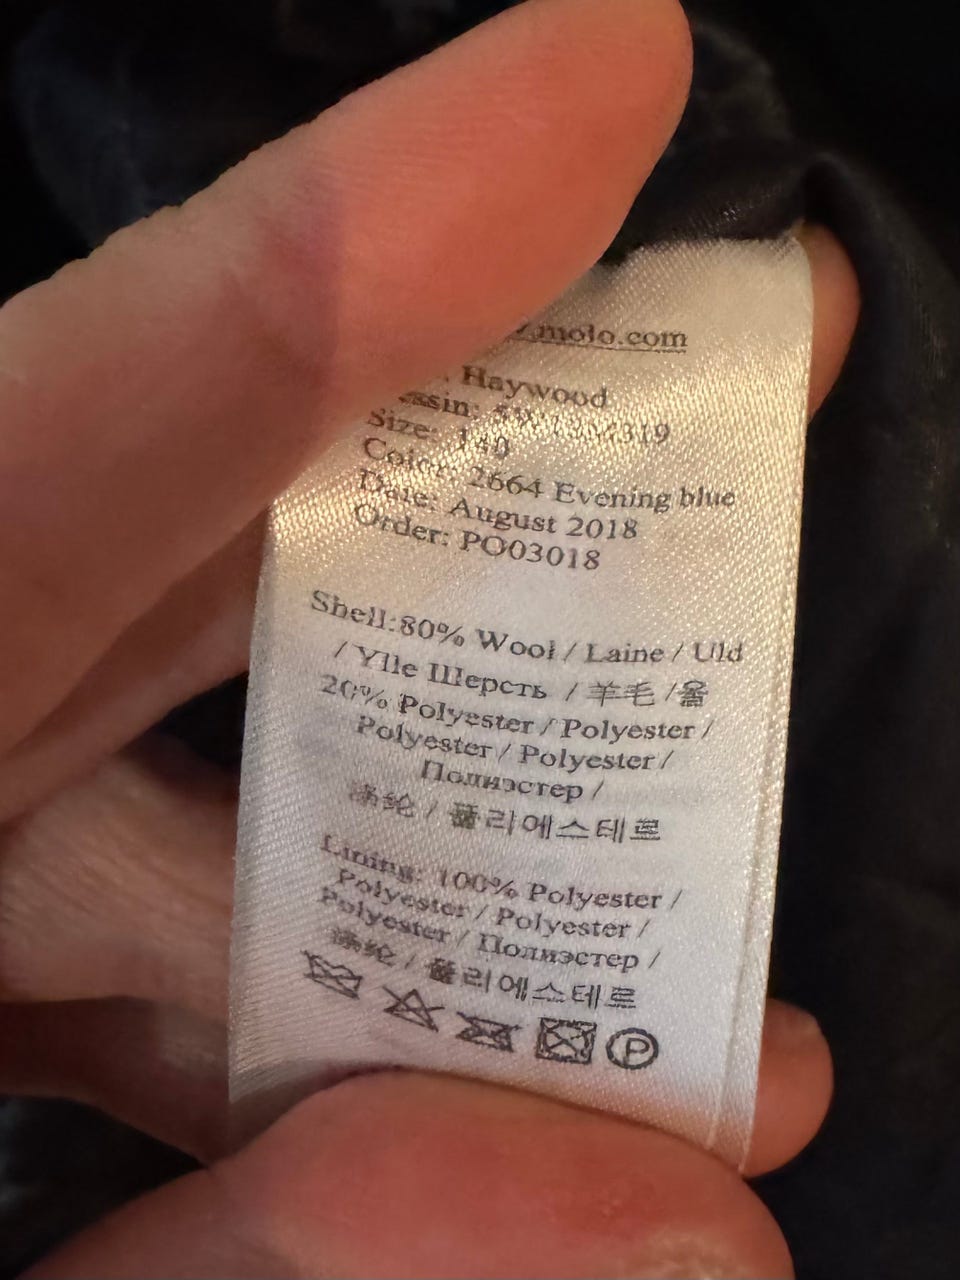 molo.com
Haywood
Size: 140
Color: 2664 Evening blue
Date: August 2018
Order: PO03018
Shell:80% Wool / Laine / Uld
/ Ylle Шерсть / 羊毛 /울
20% Polyester / Polyester /
Polyester / Polyester /
Полиэстер /
涤纶 / 폴리에스테르
Lining: 100% Polyester /
Polyester / Polyester /
Polyester / Полиэстер /
涤纶 / 폴리에스테르
P